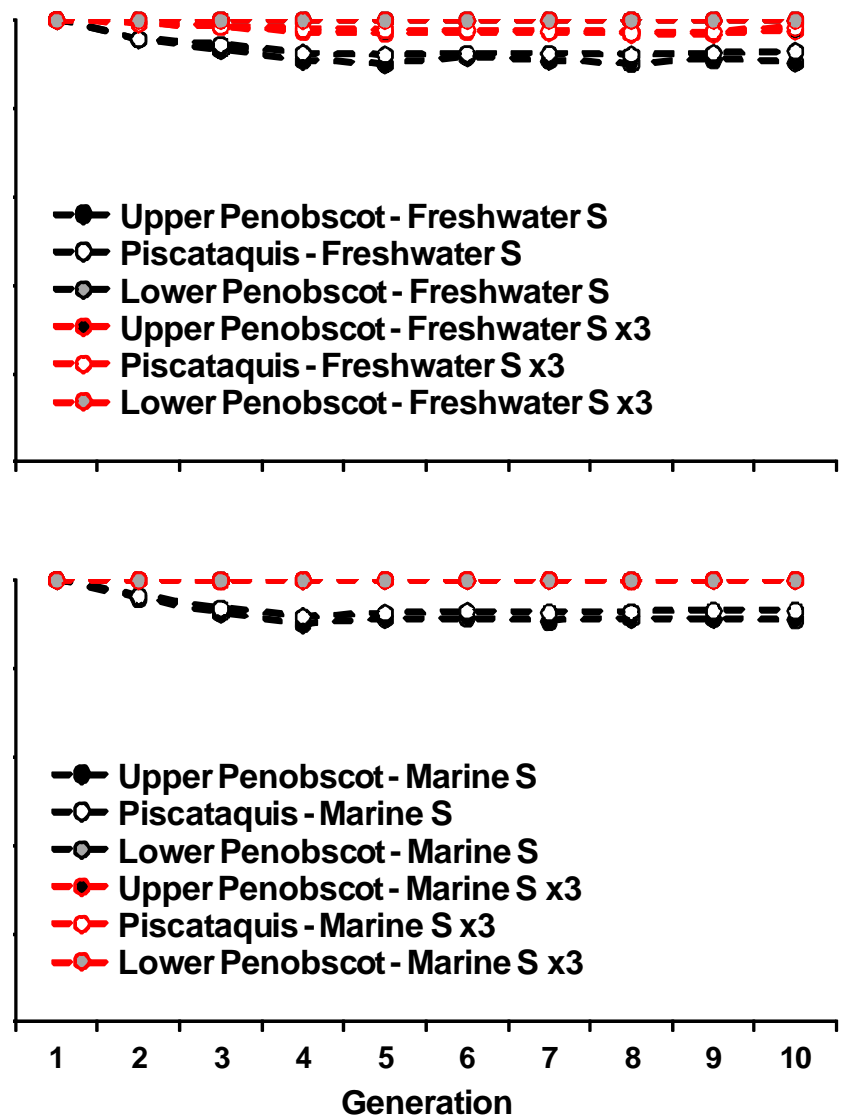 Upper Penobscot - Freshwater S
Piscataquis - Freshwater S
Lower Penobscot - Freshwater S
Upper Penobscot - Freshwater S x3
Piscataquis - Freshwater S x3
Lower Penobscot - Freshwater S x3
Upper Penobscot - Marine S
Piscataquis - Marine S
Lower Penobscot - Marine S
Upper Penobscot - Marine S x3
Piscataquis - Marine S x3
Lower Penobscot - Marine S x3
1 2 3 4 5 6 7 8 9 10
Generation